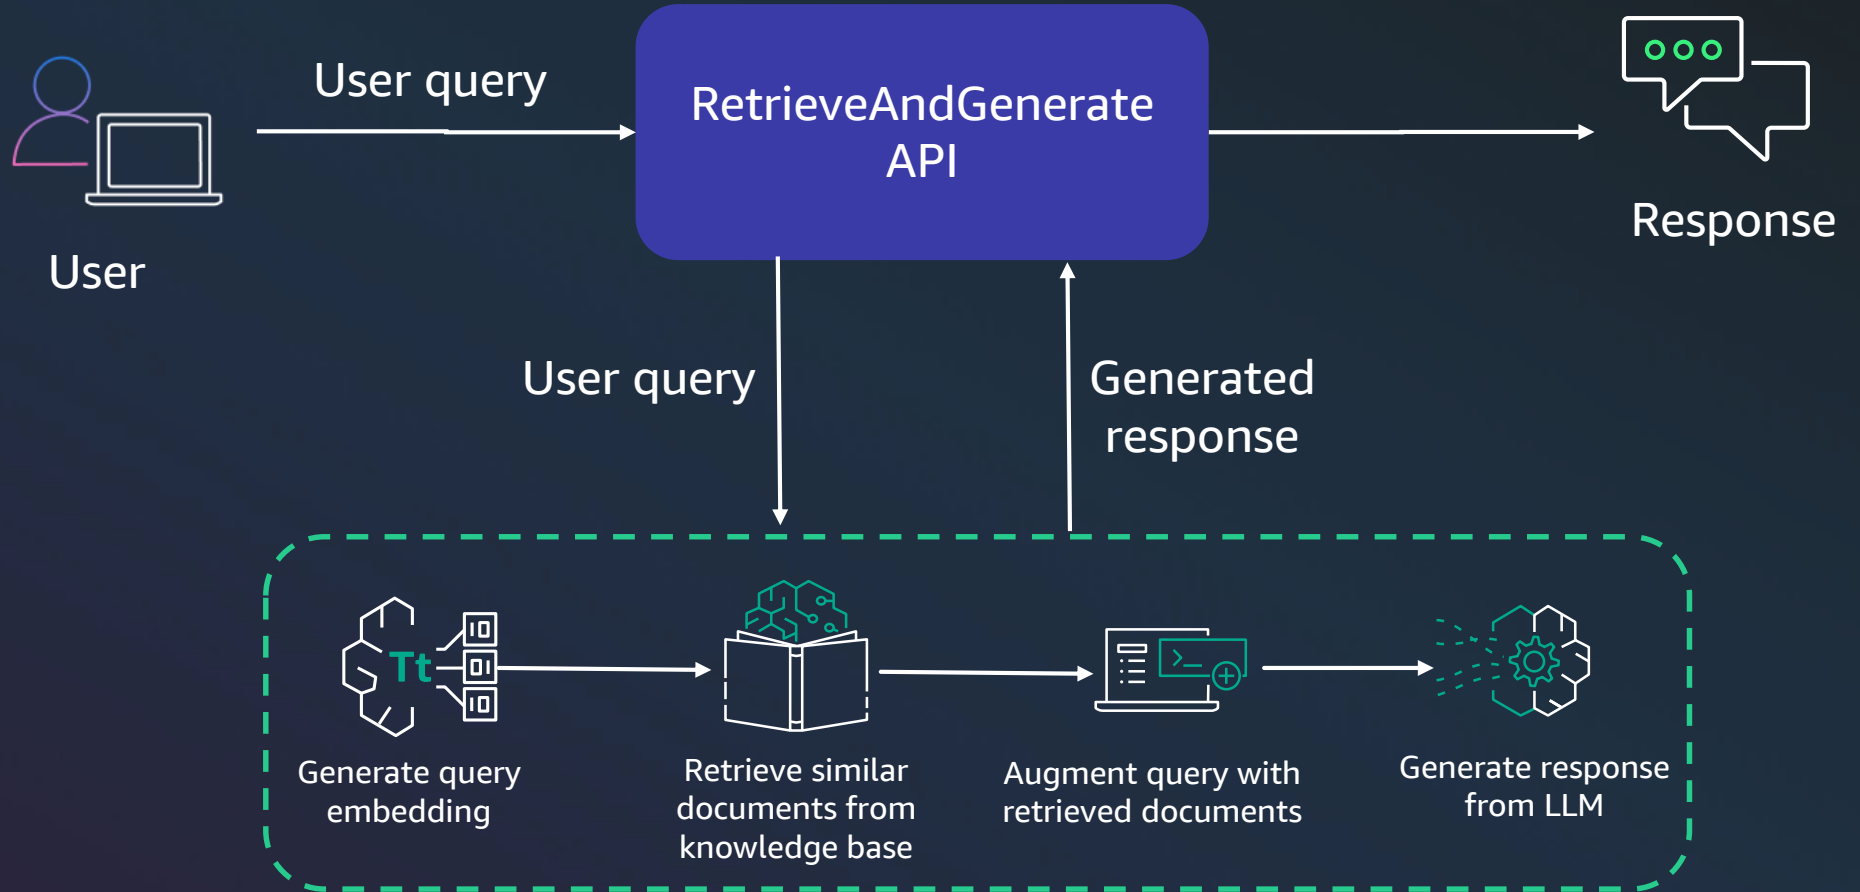 User query
RetrieveAndGenerate
API
Response
User
User query
Generated
response
Tt
Generate query
embedding
Retrieve similar
documents from
knowledge base
Augment query with
retrieved documents
Generate response
from LLM